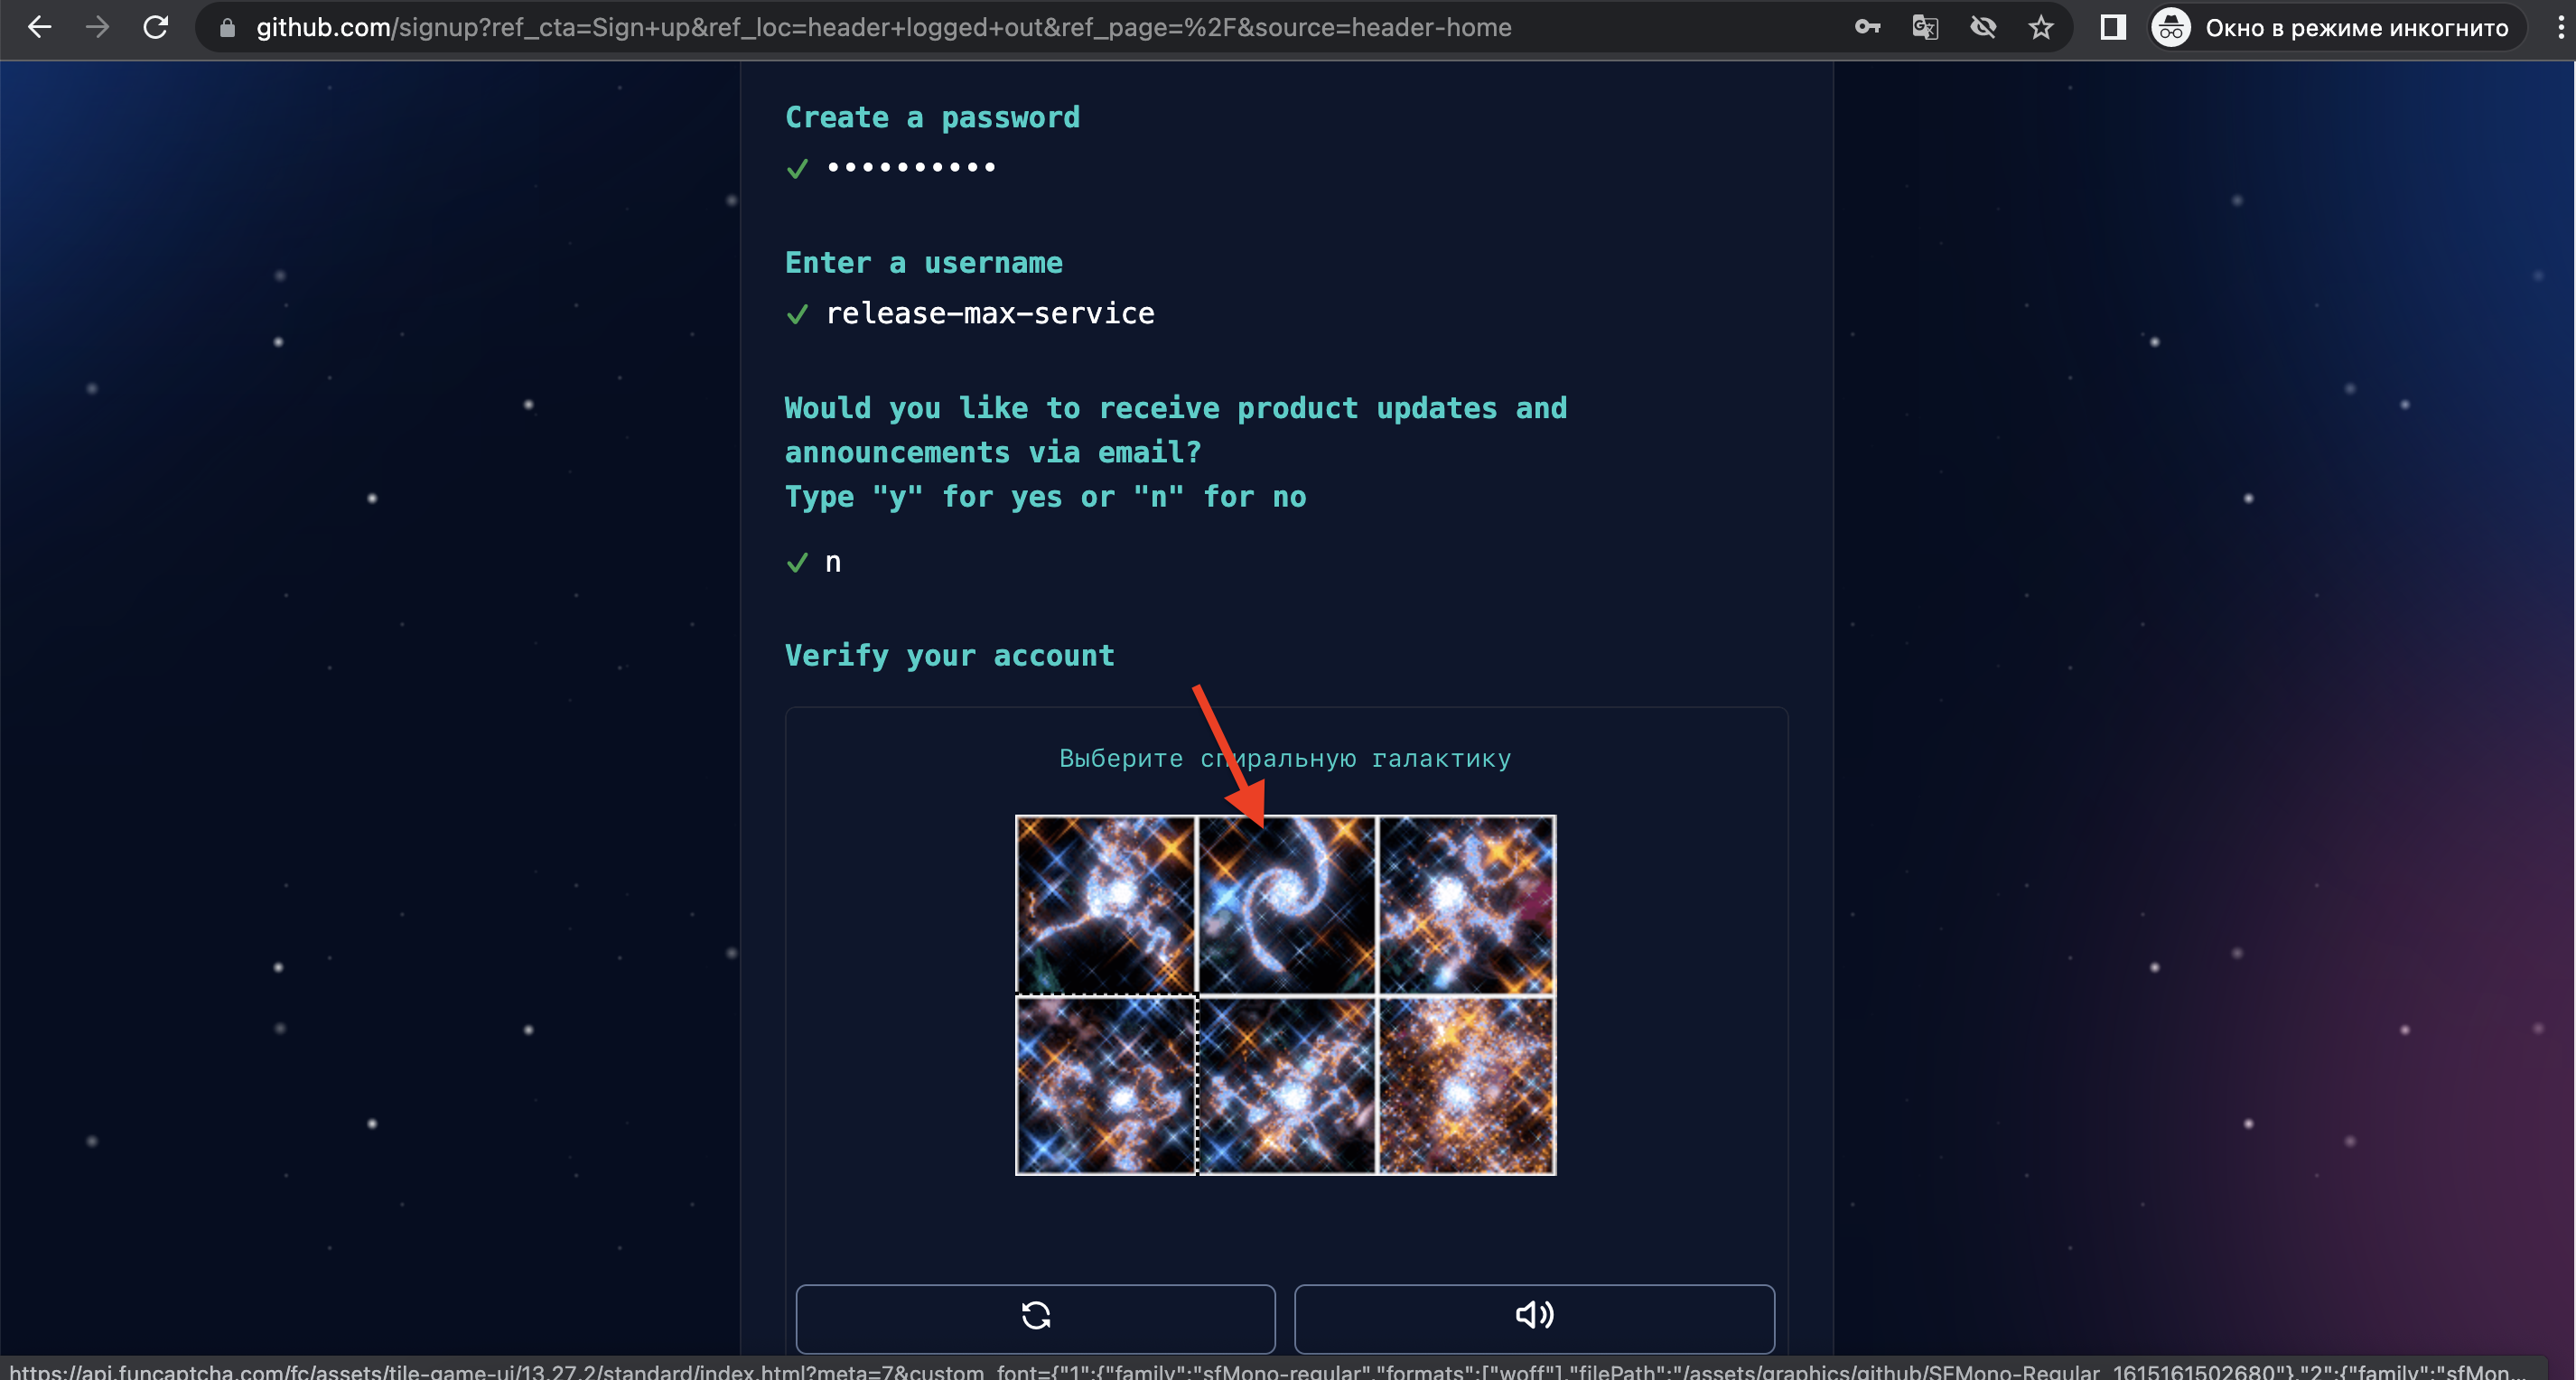 github.com/signup?ref_cta=Sign+up&ref_loc=header+logged+out&ref_page=%2F&source=header-home
Окно в режиме инкогнито
Create a password
••••••••••
Enter a username
release-max-service
Would you like to receive product updates and
announcements via email?
Type "y" for yes or "n" for no
n
Verify your account
Выберите спиральную галактику
https://api.funcaptcha.com/fc/assets/tile-game-ui/13.27.2/standard/index.html?meta=7&custom_font={"1":{"family":"sfMono-regular","formats":["woff"],"filePath":"/assets/graphics/github/SFMono-Regular_1615161502680"},"2":{"family":"sfMon...